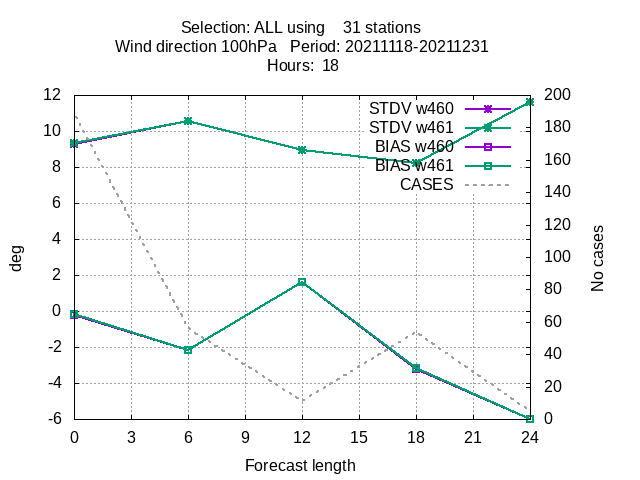 Selection: ALL using    31 stations
Wind direction 100hPa   Period: 20211118-20211231
Hours:  18
12
10
8
6
4
2
0
-2
-4
-6
deg
200
180
160
140
120
100
80
60
40
20
0
No cases
STDV w460
STDV w461
BIAS w460
BIAS w461
CASES
0 3 6 9 12 15 18 21 24
Forecast length